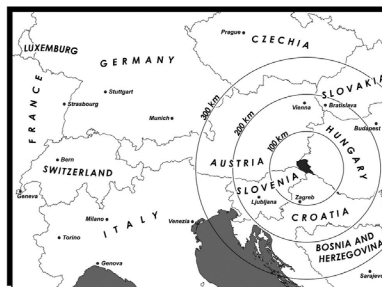 Prague
CZECHIA
LUXEMBURG
GERMANY
300 km
SLOVAKIA
Stuttgart
FRANCE
Strasbourg
200 km
Vienna
Bratislava
Munich
Budapest
100 km
HUNGARY
Bern
AUSTRIA
SWITZERLAND
SLOVENIA
Geneva
Ljubljana
Zagreb
Milano
ITALY
Venezia
CROATIA
Torino
BOSNIA AND
HERZEGOVINA
Genova
Sarajevo